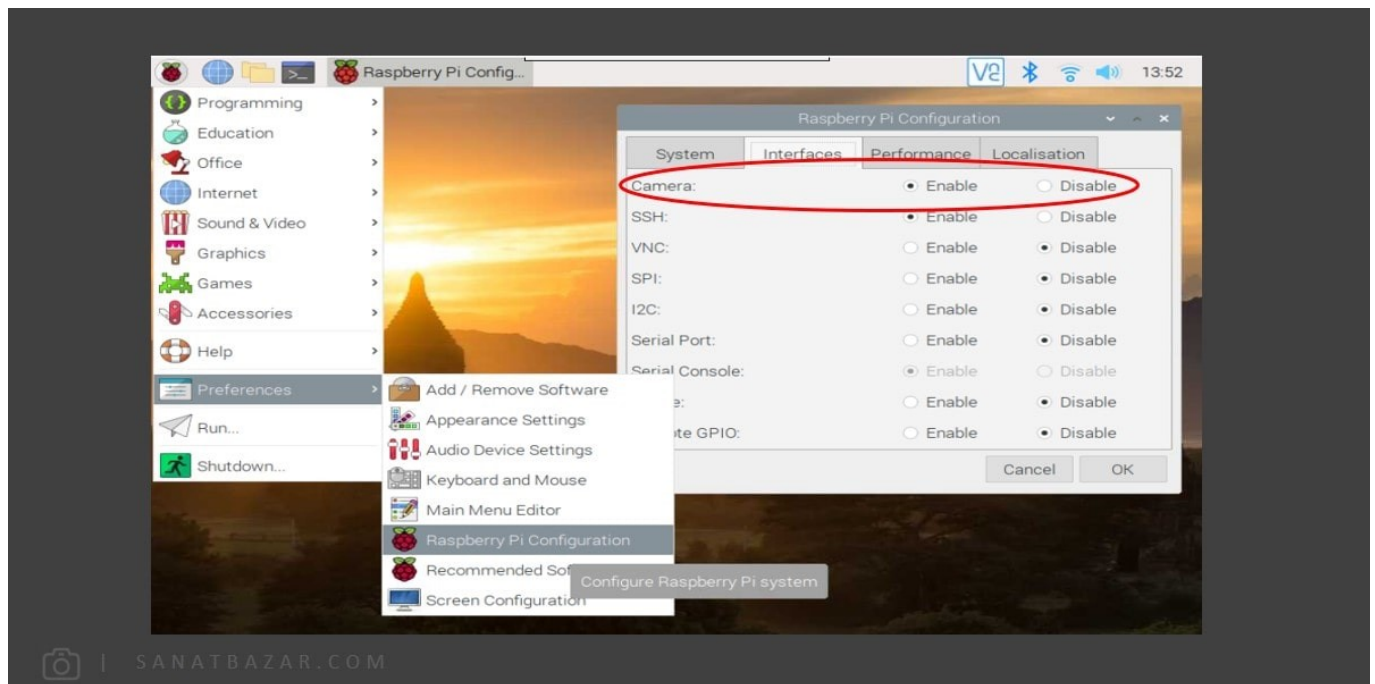 Raspberry Pi Config...
V2
13:52
Programming
Education
Office
Internet
Sound & Video
Graphics
Games
Accessories
Help
Preferences
Run...
Shutdown...
Add / Remove Software
Appearance Settings
Audio Device Settings
Keyboard and Mouse
Main Menu Editor
Raspberry Pi Configuration
Recommended Sof
Screen Configuration
Configure Raspberry Pi system
Raspberry Pi Configuration
System Interfaces Performance Localisation
Camera: Enable Disable
SSH: Enable Disable
VNC: Enable Disable
SPI: Enable Disable
I2C: Enable Disable
Serial Port: Enable Disable
Serial Console: Enable Disable
e: Enable Disable
te GPIO: Enable Disable
Cancel OK
| SANATBAZAR.COM